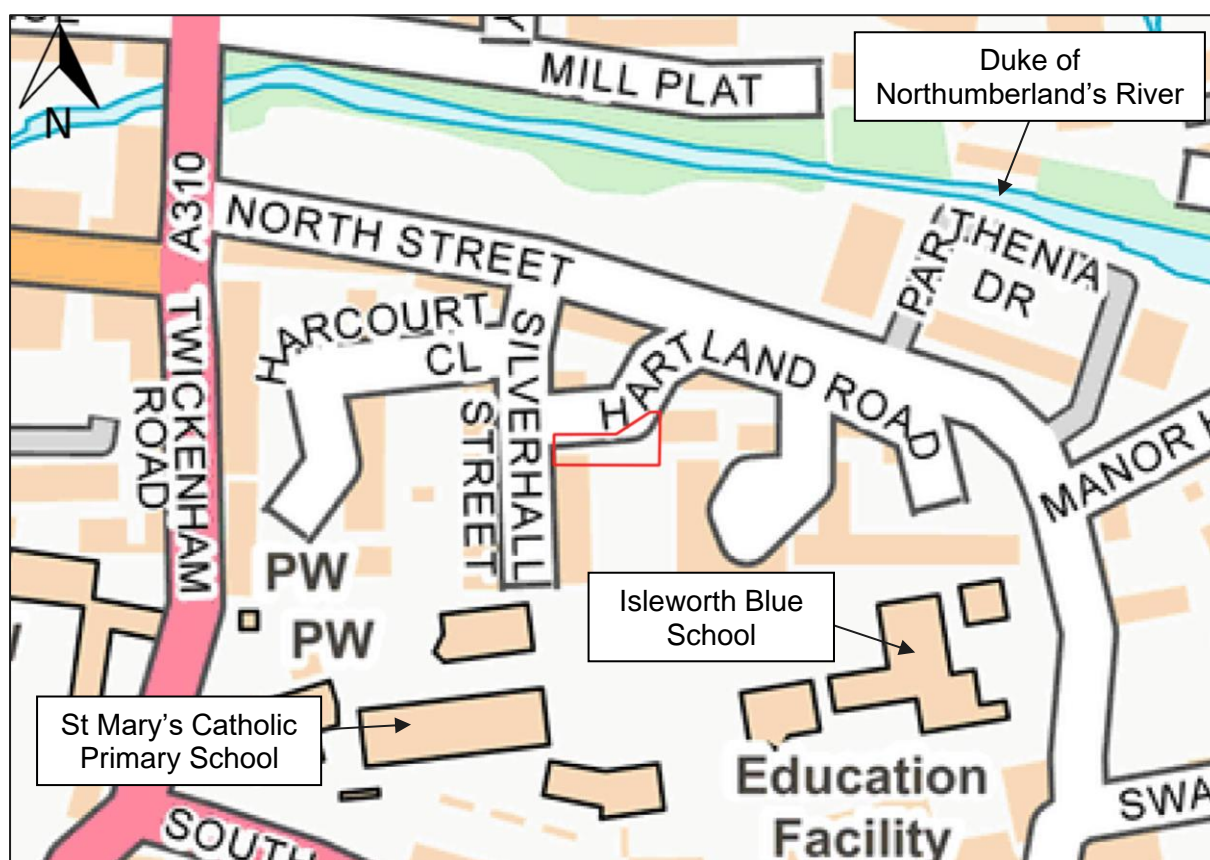 MILL PLAT
Duke of
Northumberland's River
N
A310
NORTH STREET
PARTHENIA
DR
HARCOURT
CL
SILVERHALL
STREET
HARTLAND ROAD
TWICKENHAM
ROAD
MANOR H
PW
PW
Isleworth Blue
School
St Mary's Catholic
Primary School
Education
Facility
SWA
SOUTH